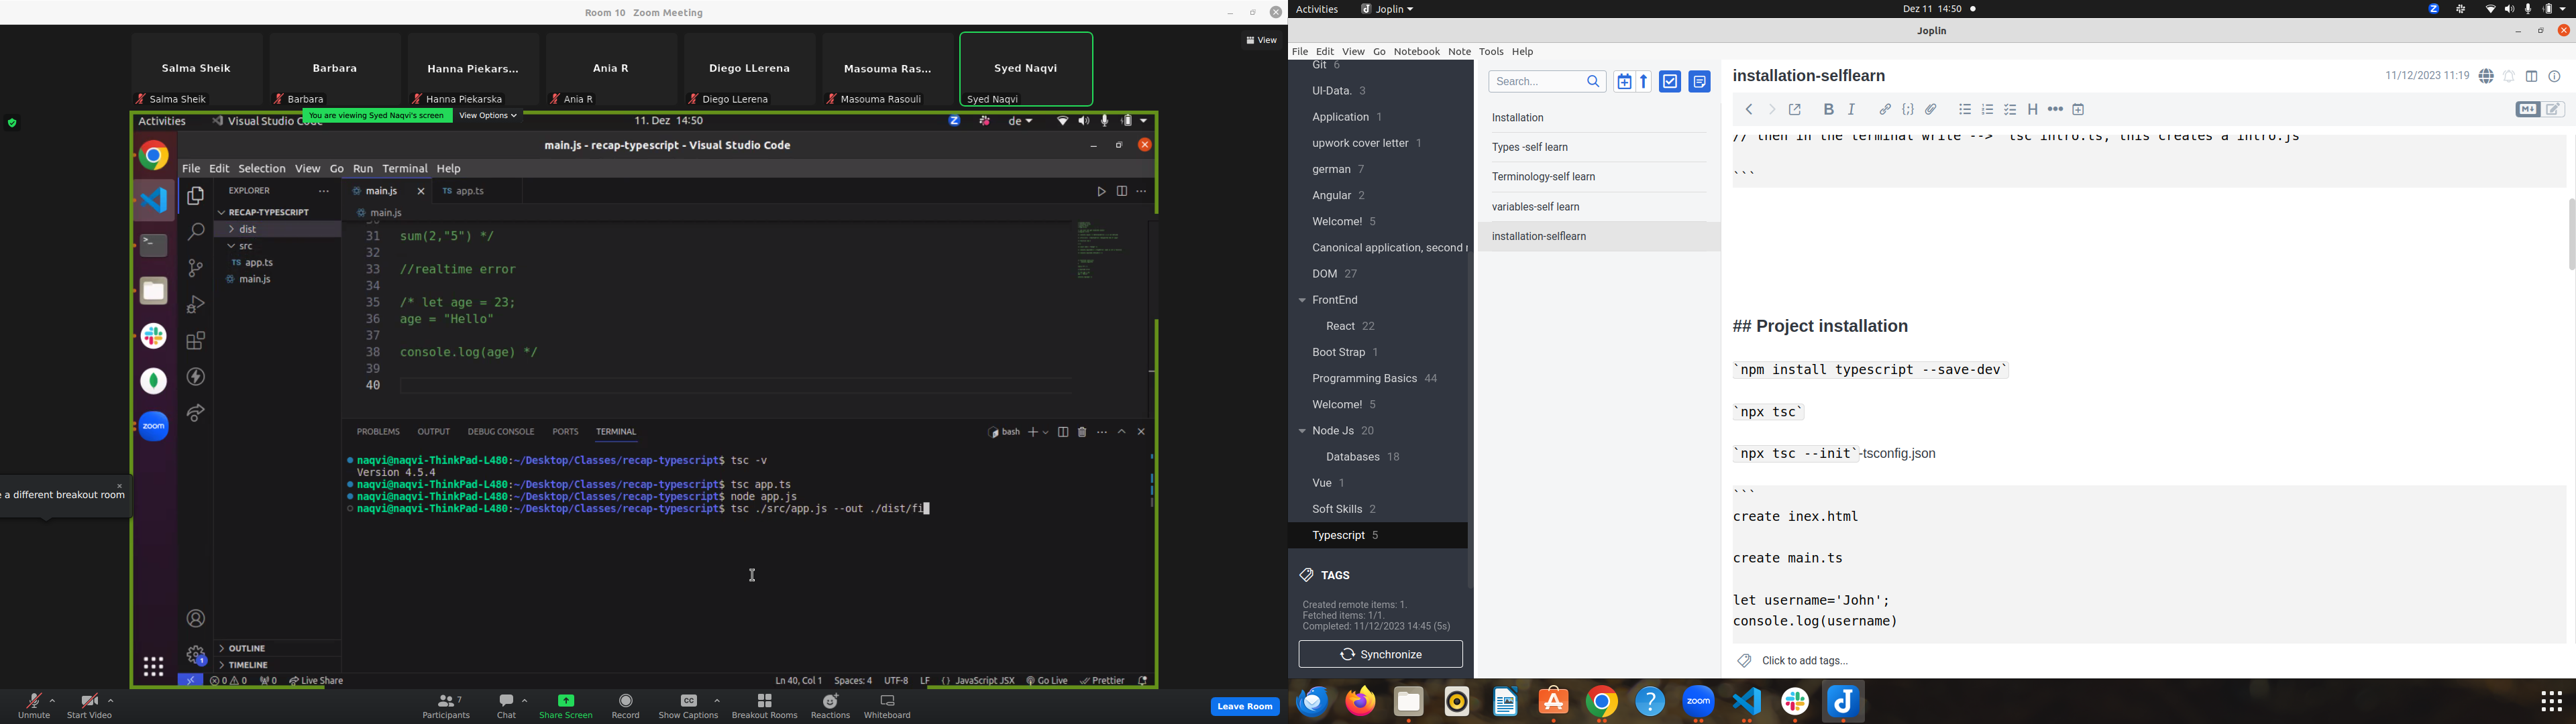 Room 10 Zoom Meeting
View
Salma Sheik
Barbara
Hanna Piekars...
Ania R
Diego LLerena
Masouma Ras...
Syed Naqvi
Salma Sheik
Barbara
Hanna Piekarska
Ania R
Diego LLerena
Masouma Rasouli
Syed Naqvi
You are viewing Syed Naqvi's screen
View Options
Activities
Visual Studio Co
11. Dez 14:50
de
main.js - recap-typescript - Visual Studio Code
File Edit Selection View Go Run Terminal Help
EXPLORER
RECAP-TYPESCRIPT
dist
src
TS app.ts
main.js
OUTLINE
TIMELINE
main.js
TS app.ts
main.js
31 sum(2,"5") */
32
33 //realtime error
34
35 /* let age = 23;
36 age = "Hello"
37
38 console.log(age) */
39
40
PROBLEMS OUTPUT DEBUG CONSOLE PORTS TERMINAL
bash
naqvi@naqvi-ThinkPad-L480:~/Desktop/Classes/recap-typescript$ tsc -v
Version 4.5.4
naqvi@naqvi-ThinkPad-L480:~/Desktop/Classes/recap-typescript$ tsc app.ts
naqvi@naqvi-ThinkPad-L480:~/Desktop/Classes/recap-typescript$ node app.js
naqvi@naqvi-ThinkPad-L480:~/Desktop/Classes/recap-typescript$ tsc ./src/app.js --out ./dist/fi
e a different breakout room
zoom
1
0 0 0 Live Share
Ln 40, Col 1 Spaces: 4 UTF-8 LF {} JavaScript JSX Go Live Prettier
Unmute
Start Video
Participants
7
Chat
Share Screen
Record
CC
Show Captions
Breakout Rooms
Reactions
Whiteboard
Leave Room
Activities
Joplin
Dez 11 14:50
Joplin
File Edit View Go Notebook Note Tools Help
Git 6
UI-Data. 3
Application 1
upwork cover letter 1
german 7
Angular 2
Welcome! 5
Canonical application, second r
DOM 27
FrontEnd
React 22
Boot Strap 1
Programming Basics 44
Welcome! 5
Node Js 20
Databases 18
Vue 1
Soft Skills 2
Typescript 5
TAGS
Created remote items: 1.
Fetched items: 1/1.
Completed: 11/12/2023 14:45 (5s)
Synchronize
Search...
Installation
Types -self learn
Terminology-self learn
variables-self learn
installation-selflearn
installation-selflearn
11/12/2023 11:19
B I H
// then in the terminal write --> tsc intro.ts, this creates a intro.js
```
## Project installation
`npm install typescript --save-dev`
`npx tsc`
`npx tsc --init`-tsconfig.json
```
create inex.html
create main.ts
let username='John';
console.log(username)
Click to add tags...
zoom